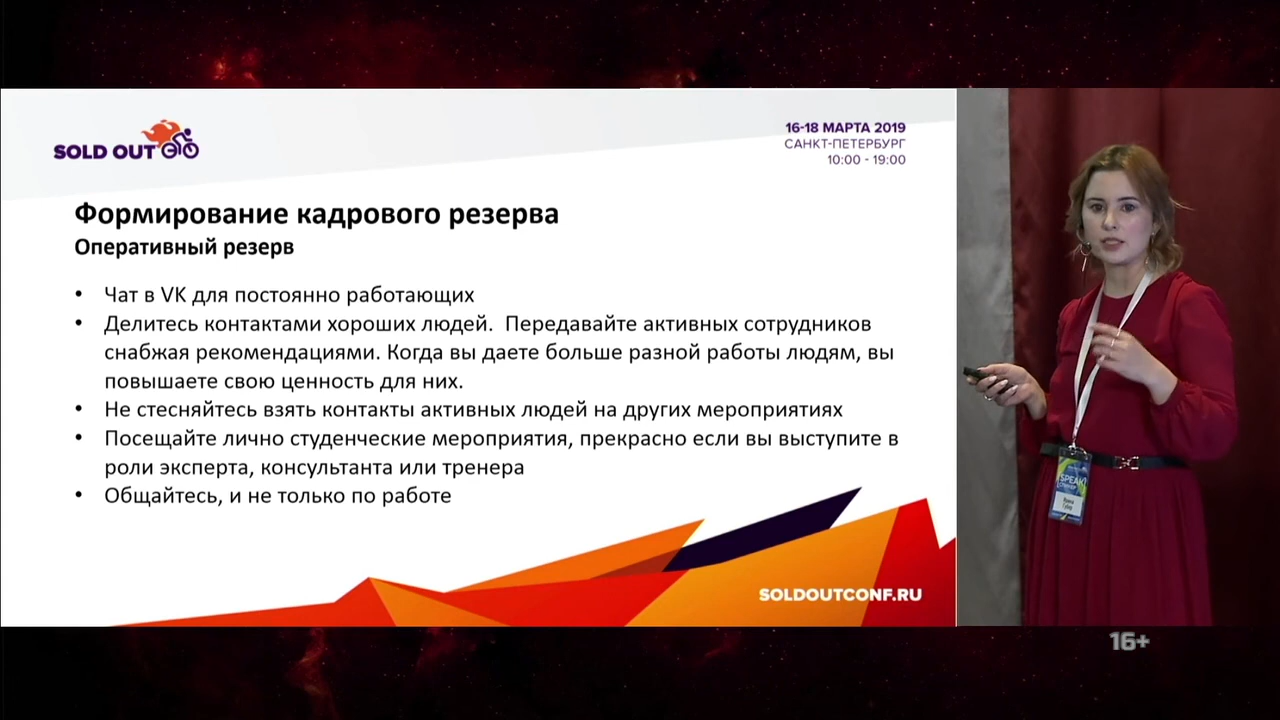 SOLD OUT
16-18 МАРТА 2019
САНКТ-ПЕТЕРБУРГ
10:00 - 19:00
Формирование кадрового резерва
Оперативный резерв
• Чат в VK для постоянно работающих
• Делитесь контактами хороших людей. Передавайте активных сотрудников
снабжая рекомендациями. Когда вы даете больше разной работы людям, вы
повышаете свою ценность для них.
• Не стесняйтесь взять контакты активных людей на других мероприятиях
• Посещайте лично студенческие мероприятия, прекрасно если вы выступите в
роли эксперта, консультанта или тренера
• Общайтесь, и не только по работе
SOLDOUTCONF.RU
SPEAK
16+